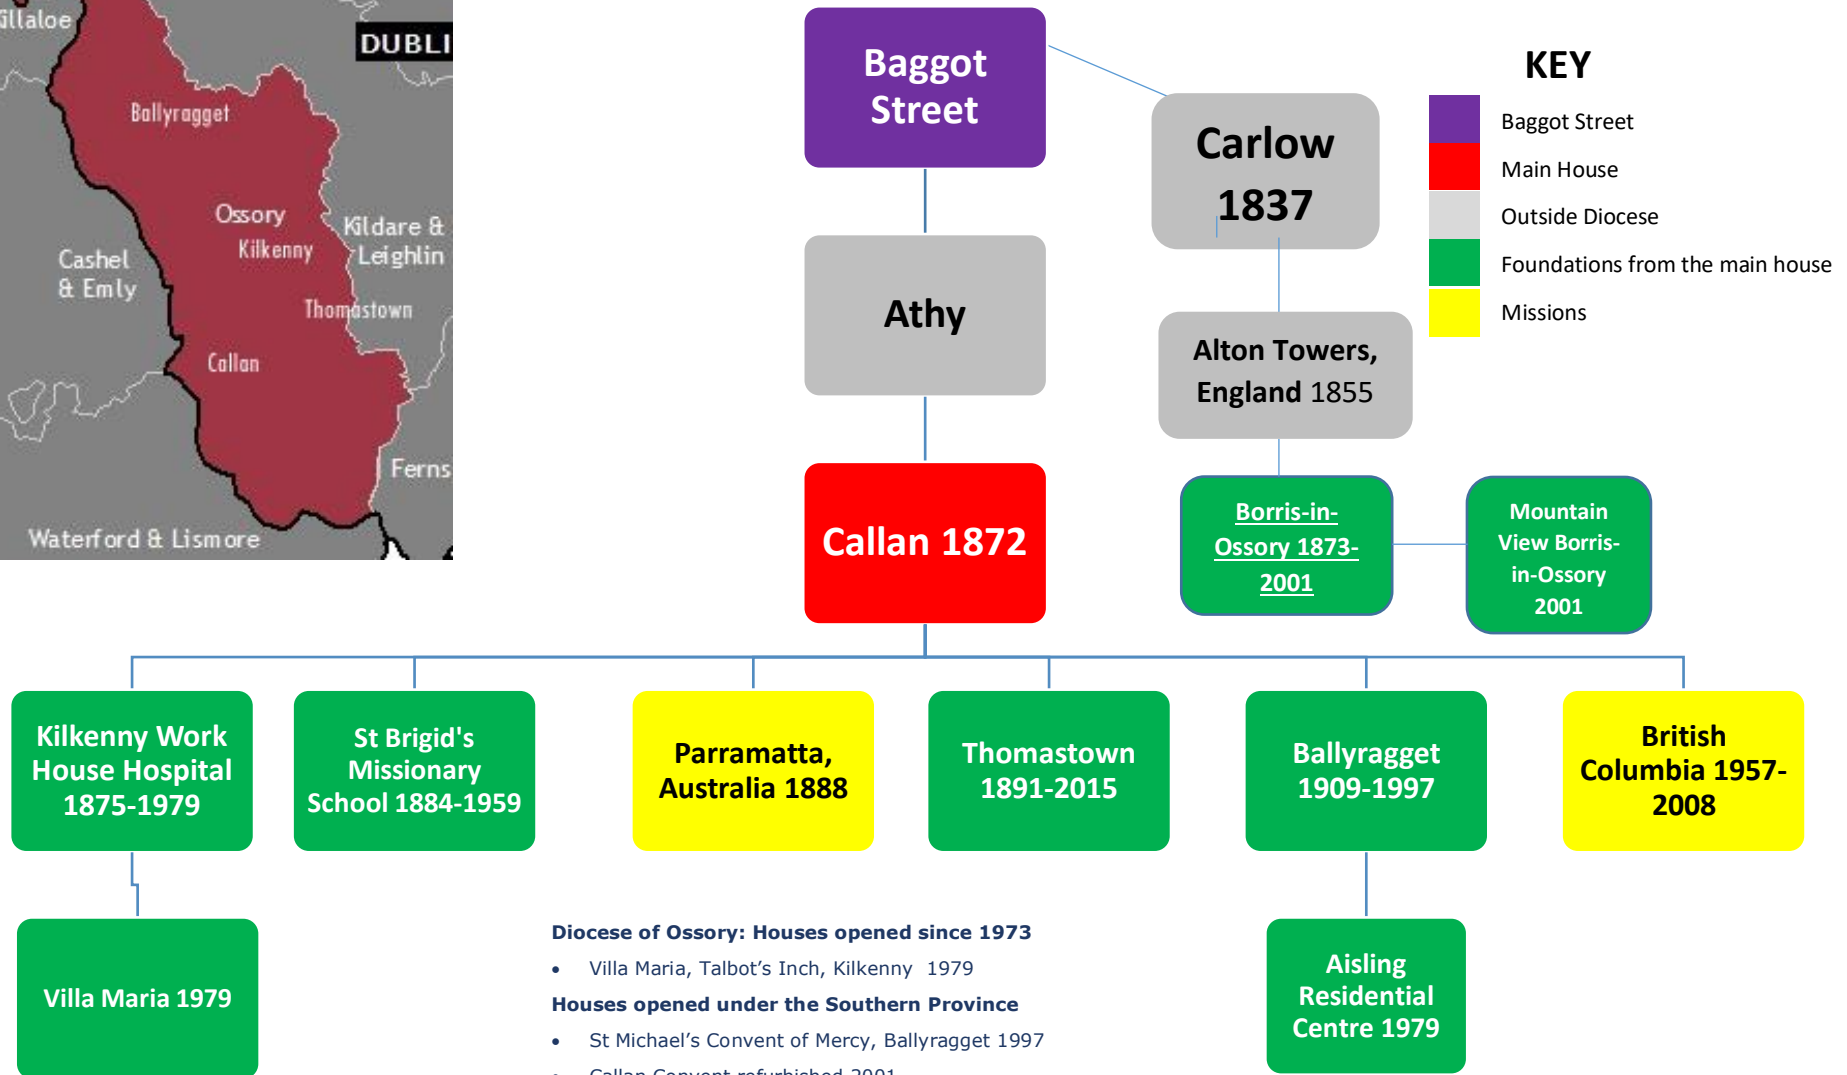 illaloe
DUBLI
Ballyragget
Ossory
Kilkenny
Kildare &
Leighlin
Cashel
& Emly
Thomastown
Callan
Ferns
Waterford & Lismore
Baggot
Street
Carlow
1837
KEY
Baggot Street
Main House
Outside Diocese
Foundations from the main house
Missions
Athy
Alton Towers,
England 1855
Callan 1872
Borris-in-
Ossory 1873-
2001
Mountain
View Borris-
in-Ossory
2001
Kilkenny Work
House Hospital
1875-1979
St Brigid's
Missionary
School 1884-1959
Parramatta,
Australia 1888
Thomastown
1891-2015
Ballyragget
1909-1997
British
Columbia 1957-
2008
Villa Maria 1979
Aisling
Residential
Centre 1979
Diocese of Ossory: Houses opened since 1973
• Villa Maria, Talbot’s Inch, Kilkenny 1979
Houses opened under the Southern Province
• St Michael’s Convent of Mercy, Ballyragget 1997
• Callan Convent refurbished 2001